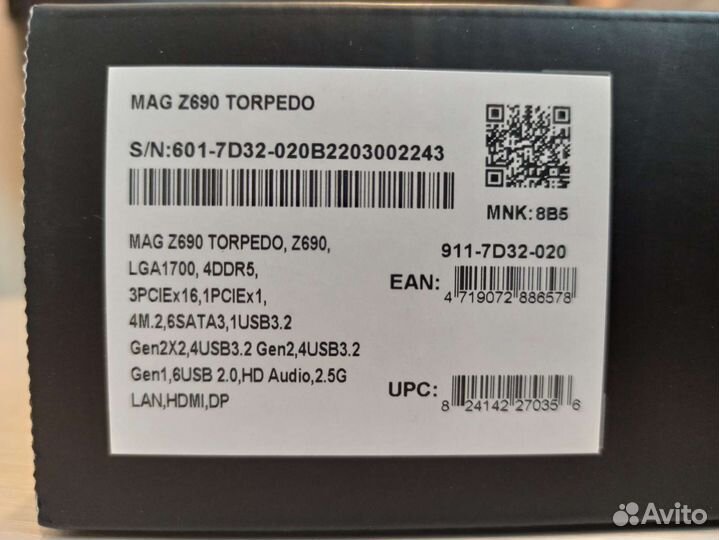 MAG Z690 TORPEDO
S/N:601-7D32-020B2203002243
MNK: 8B5
MAG Z690 TORPEDO, Z690,
LGA1700, 4DDR5,
3PCIEx16,1PCIEx1,
4M.2,6SATA3,1USB3.2
Gen2X2,4USB3.2 Gen2,4USB3.2
Gen1,6USB 2.0,HD Audio,2.5G
LAN,HDMI,DP
911-7D32-020
EAN:
4 719072 886578
UPC:
8 24142 27035 6
Avito